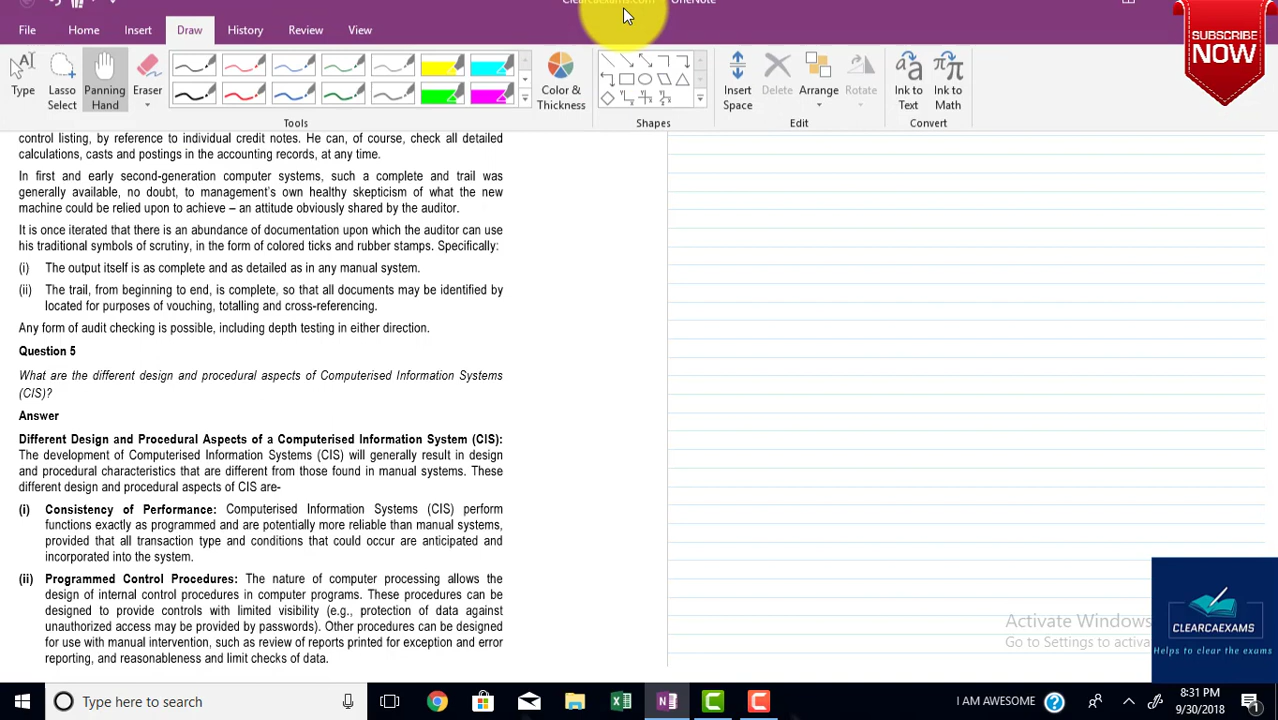 Clearcaexams.com - OneNote
File Home Insert Draw History Review View
SUBSCRIBE
NOW
Type
Lasso
Select
Panning
Hand
Eraser
Color &
Thickness
Insert
Space
Delete
Arrange
Rotate
Ink to
Text
Ink to
Math
Tools
Shapes
Edit
Convert
control listing, by reference to individual credit notes. He can, of course, check all detailed
calculations, casts and postings in the accounting records, at any time.
In first and early second-generation computer systems, such a complete and trail was
generally available, no doubt, to management's own healthy skepticism of what the new
machine could be relied upon to achieve – an attitude obviously shared by the auditor.
It is once iterated that there is an abundance of documentation upon which the auditor can use
his traditional symbols of scrutiny, in the form of colored ticks and rubber stamps. Specifically:
(i) The output itself is as complete and as detailed as in any manual system.
(ii) The trail, from beginning to end, is complete, so that all documents may be identified by
located for purposes of vouching, totalling and cross-referencing.
Any form of audit checking is possible, including depth testing in either direction.
Question 5
What are the different design and procedural aspects of Computerised Information Systems
(CIS)?
Answer
Different Design and Procedural Aspects of a Computerised Information System (CIS):
The development of Computerised Information Systems (CIS) will generally result in design
and procedural characteristics that are different from those found in manual systems. These
different design and procedural aspects of CIS are-
(i) Consistency of Performance: Computerised Information Systems (CIS) perform
functions exactly as programmed and are potentially more reliable than manual systems,
provided that all transaction type and conditions that could occur are anticipated and
incorporated into the system.
(ii) Programmed Control Procedures: The nature of computer processing allows the
design of internal control procedures in computer programs. These procedures can be
designed to provide controls with limited visibility (e.g., protection of data against
unauthorized access may be provided by passwords). Other procedures can be designed
for use with manual intervention, such as review of reports printed for exception and error
reporting, and reasonableness and limit checks of data.
Activate Windows
Go to Settings to activa
CLEARCAEXAMS
Helps to clear the exams
Type here to search
I AM AWESOME
8:31 PM
9/30/2018
1